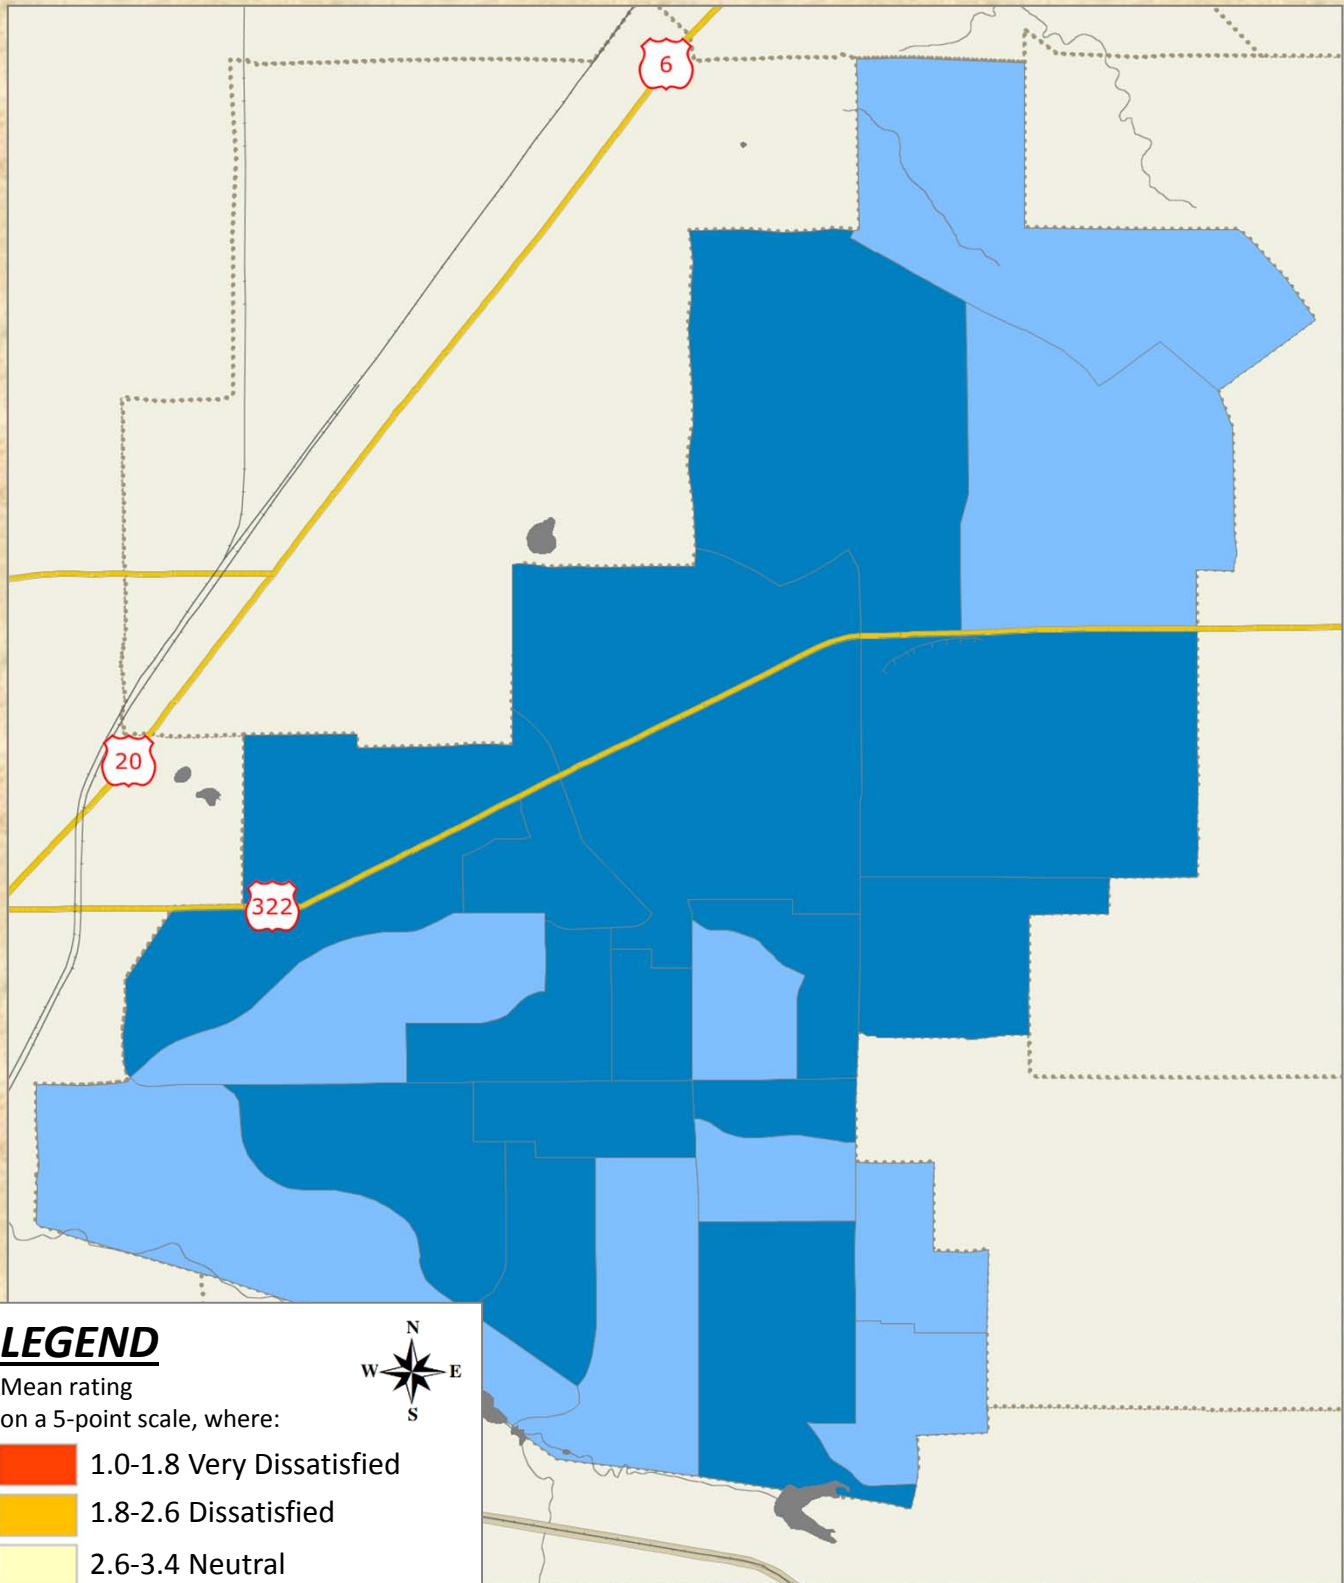 6
20
322
LEGEND
N
W E
S
Mean rating
on a 5-point scale, where:
1.0-1.8 Very Dissatisfied
1.8-2.6 Dissatisfied
2.6-3.4 Neutral